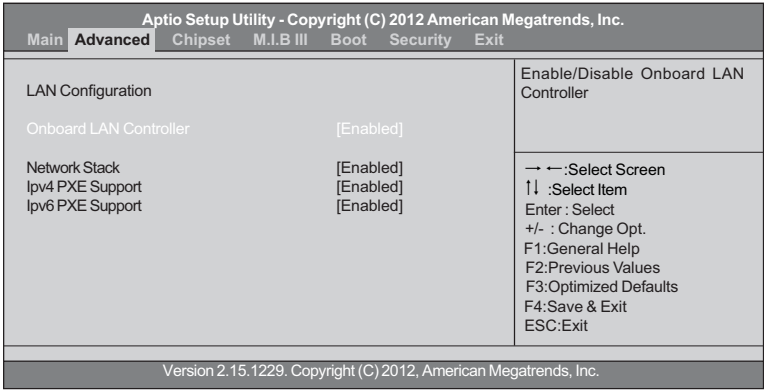 Aptio Setup Utility - Copyright (C) 2012 American Megatrends, Inc.
Main Advanced Chipset M.I.B III Boot Security Exit
LAN Configuration
Onboard LAN Controller [Enabled]
Network Stack [Enabled]
Ipv4 PXE Support [Enabled]
Ipv6 PXE Support [Enabled]
Enable/Disable Onboard LAN
Controller
→ ←:Select Screen
↑↓ :Select Item
Enter : Select
+/- : Change Opt.
F1:General Help
F2:Previous Values
F3:Optimized Defaults
F4:Save & Exit
ESC:Exit
Version 2.15.1229. Copyright (C) 2012, American Megatrends, Inc.